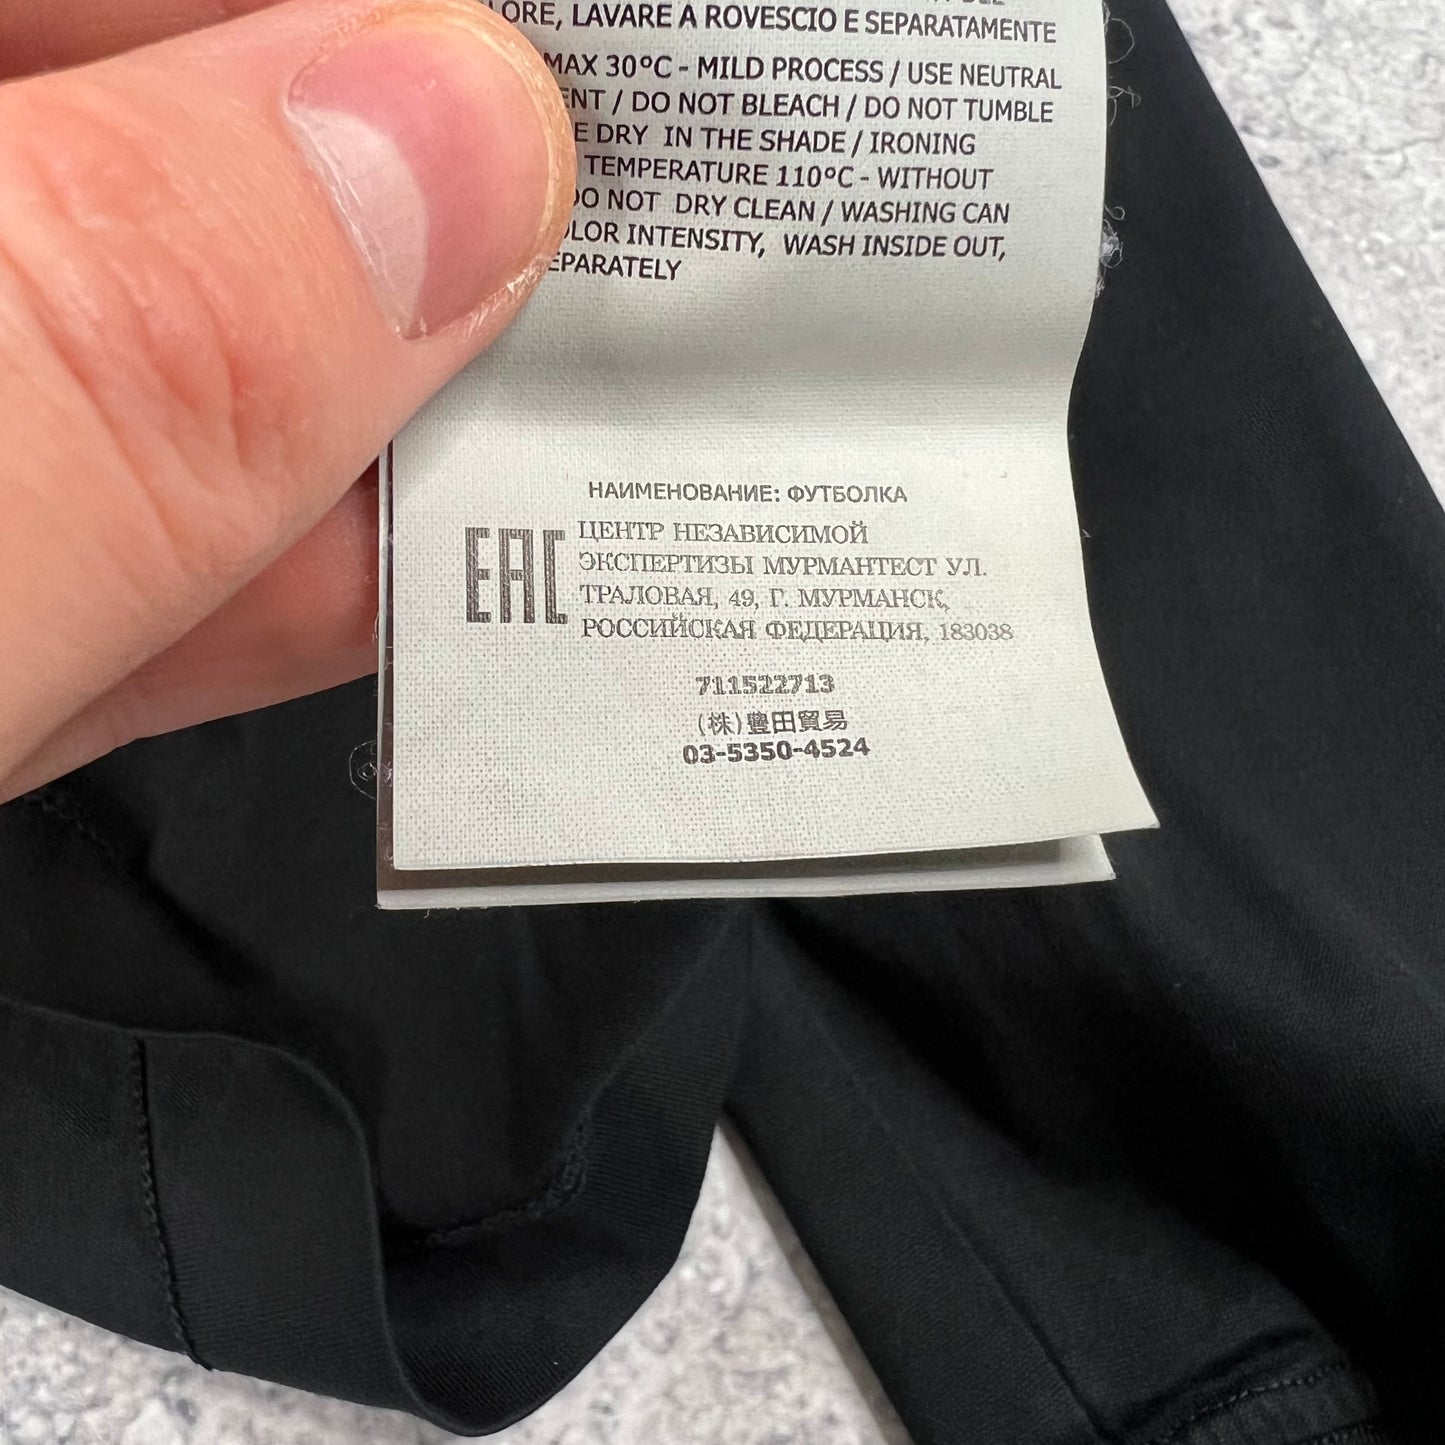 LORE, LAVARE A ROVESCIO E SEPARATAMENTE
MAX 30°C - MILD PROCESS / USE NEUTRAL
ENT / DO NOT BLEACH / DO NOT TUMBLE
E DRY IN THE SHADE / IRONING
TEMPERATURE 110°C - WITHOUT
DO NOT DRY CLEAN / WASHING CAN
OLOR INTENSITY, WASH INSIDE OUT,
EPARATELY
НАИМЕНОВАНИЕ: ФУТБОЛКА
EAC ЦЕНТР НЕЗАВИСИМОЙ
ЭКСПЕРТИЗЫ МУРМАНТЕСТ УЛ.
ТРАЛОВАЯ, 49, Г. МУРМАНСК,
РОССИЙСКАЯ ФЕДЕРАЦИЯ, 183038
711522713
(株)豊田貿易
03-5350-4524